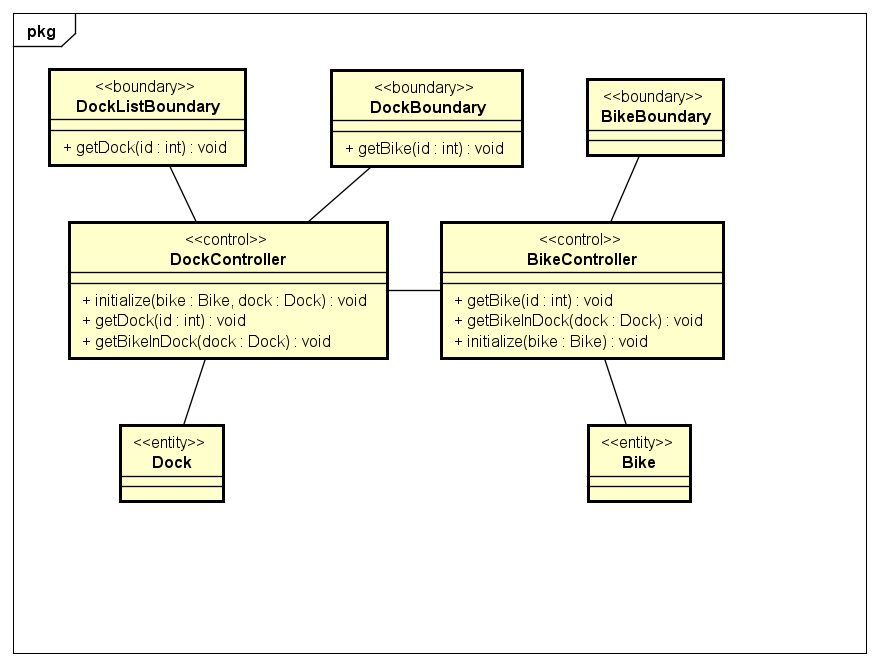 pkg
<<boundary>>
DockListBoundary
+ getDock(id : int) : void
<<boundary>>
DockBoundary
+ getBike(id : int) : void
<<boundary>>
BikeBoundary
<<control>>
DockController
+ initialize(bike : Bike, dock : Dock) : void
+ getDock(id : int) : void
+ getBikeInDock(dock : Dock) : void
<<control>>
BikeController
+ getBike(id : int) : void
+ getBikeInDock(dock : Dock) : void
+ initialize(bike : Bike) : void
<<entity>>
Dock
<<entity>>
Bike